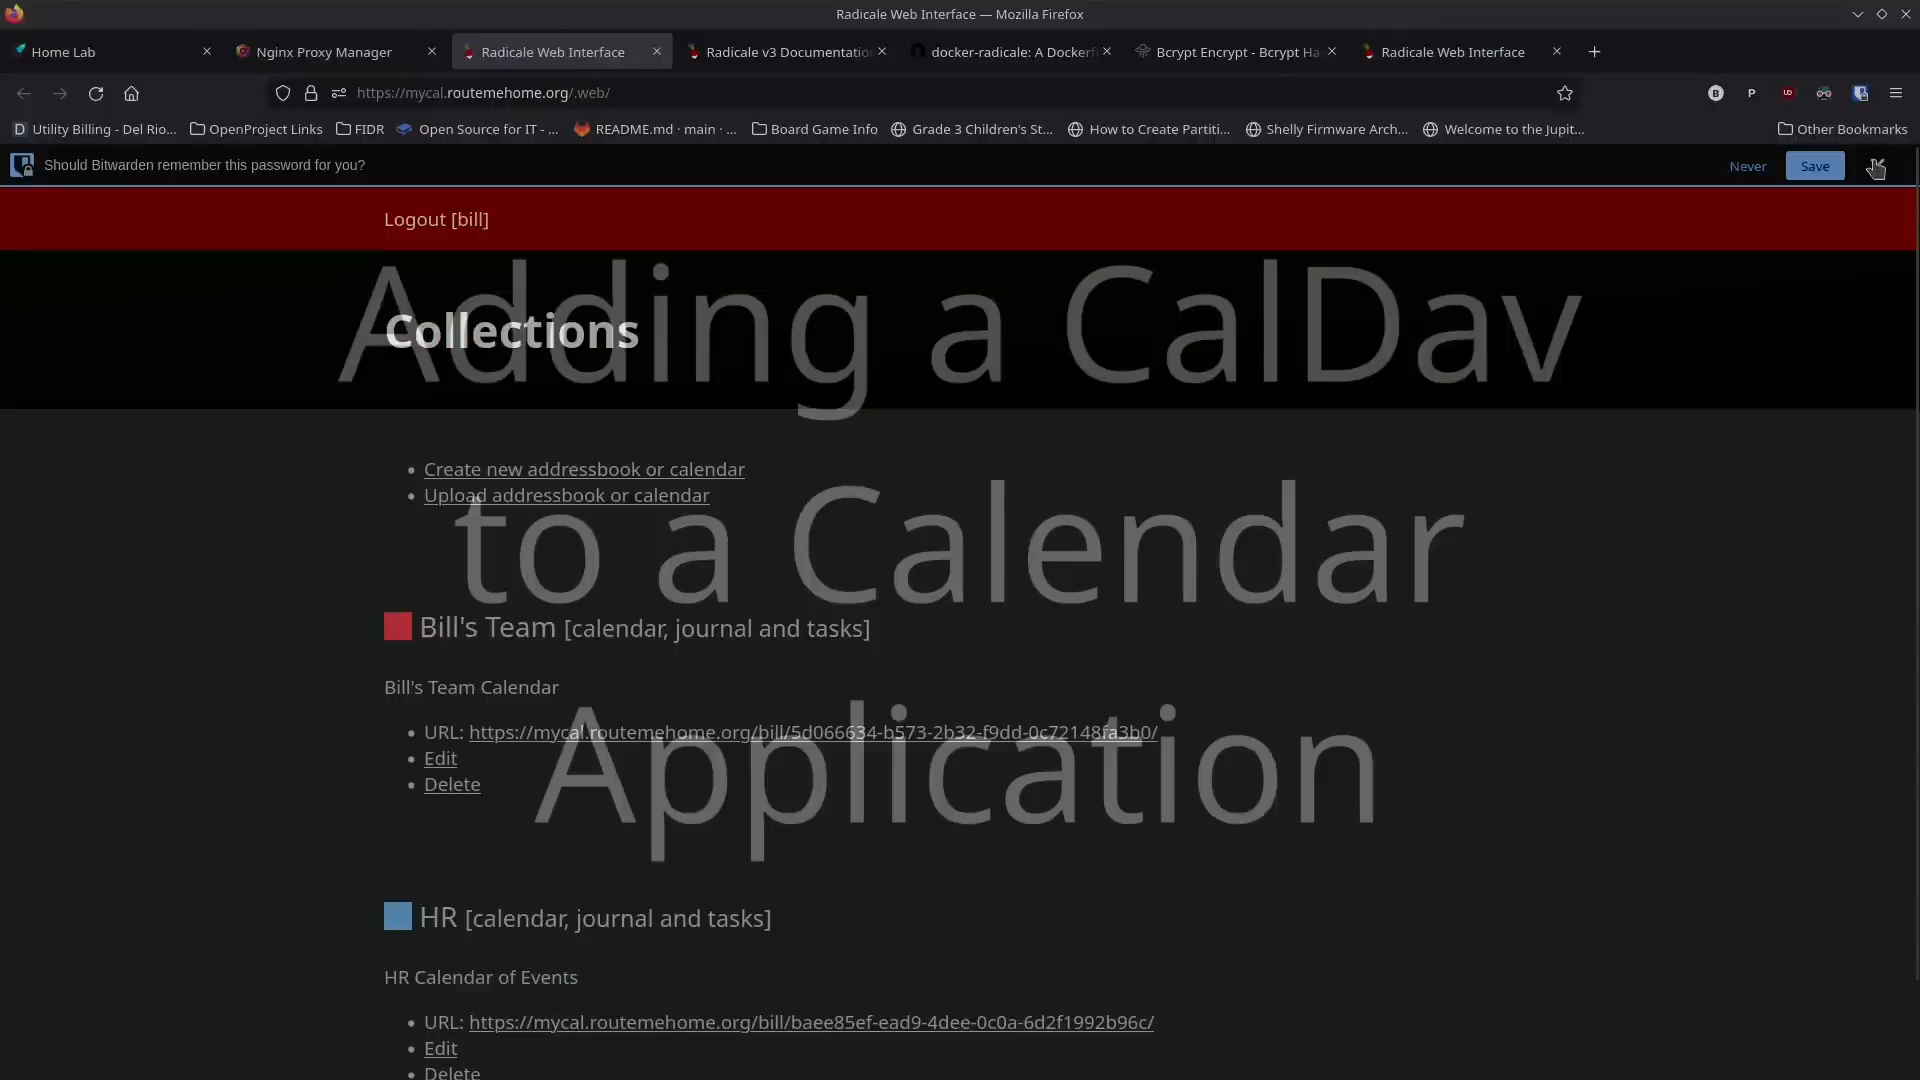 Radicale Web Interface — Mozilla Firefox
Home Lab
Nginx Proxy Manager
Radicale Web Interface
Radicale v3 Documentatio
docker-radicale: A Dockerf
Bcrypt Encrypt - Bcrypt Ha
Radicale Web Interface
https://mycal.routemehome.org/.web/
Utility Billing - Del Rio...
OpenProject Links
FIDR
Open Source for IT - ...
README.md · main · ...
Board Game Info
Grade 3 Children's St...
How to Create Partiti...
Shelly Firmware Arch...
Welcome to the Jupit...
Other Bookmarks
Should Bitwarden remember this password for you?
Never
Save
Logout [bill]
Adding a CalDav
Collections
Create new addressbook or calendar
Upload addressbook or calendar
to a Calendar
Bill's Team [calendar, journal and tasks]
Bill's Team Calendar
URL: https://mycal.routemehome.org/bill/5d066634-b573-2b32-f9dd-0c72148fa3b0/
Edit
Application
Delete
HR [calendar, journal and tasks]
HR Calendar of Events
URL: https://mycal.routemehome.org/bill/baee85ef-ead9-4dee-0c0a-6d2f1992b96c/
Edit
Delete